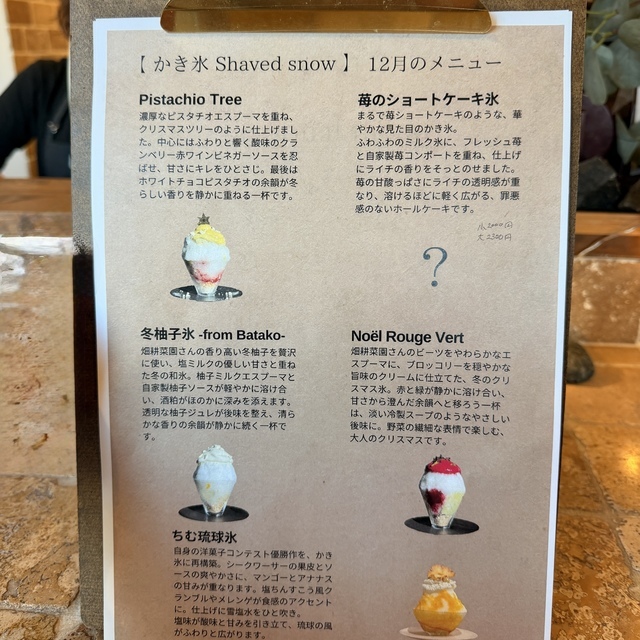 【 かき氷 Shaved snow 】 12月のメニュー
Pistachio Tree
濃厚なピスタチオエスプーマを重ね、
クリスマスツリーのように仕上げまし
た。中心にはふわりと響く酸味のクラ
ンベリー赤ワインビネガーソースを忍
ばせ、甘さにキレをひとさじ。最後は
ホワイトチョコピスタチオの余韻が冬
らしい香りを静かに重ねる一杯です。
苺のショートケーキ氷
まるで苺ショートケーキのような、華
やかな見た目のかき氷。
ふわふわのミルク氷に、フレッシュ苺
と自家製苺コンポートを重ね、仕上げ
にライチの香りをそっとのせました。
苺の甘酸っぱさにライチの透明感が重
なり、溶けるほどに軽く広がる、罪悪
感のないホールケーキです。
小2000円
大2300円
?
冬柚子氷 -from Batako-
畑耕菜園さんの香り高い冬柚子を贅沢
に使い、塩ミルクの優しい甘さと重ね
た冬の和氷。柚子ミルクエスプーマと
自家製柚子ソースが軽やかに溶け合
い、酒粕がほのかに深みを添えます。
透明な柚子ジュレが後味を整え、清ら
かな香りの余韻が静かに続く一杯で
す。
Noël Rouge Vert
畑耕菜園さんのビーツをやわらかなエ
スプーマに、ブロッコリーを穏やかな
旨味のクリームに仕立てた、冬のクリ
スマス氷。赤と緑が静かに溶け合い、
甘さから澄んだ余韻へと移ろう一杯
は、淡い冷製スープのようなやさしい
後味に。野菜の繊細な表情で楽しむ、
大人のクリスマスです。
ちむ琉球氷
自身の洋菓子コンテスト優勝作を、かき
氷に再構築。シークワーサーの果皮とソ
ースの爽やかさに、マンゴーとアナナス
の甘みが重なります。塩ちんすこう風ク
ランブルやメレンゲが食感のアクセント
に。仕上げに雪塩水をひと吹き。
塩味が酸味と甘みを引き立て、琉球の風
がふわりと広がります。